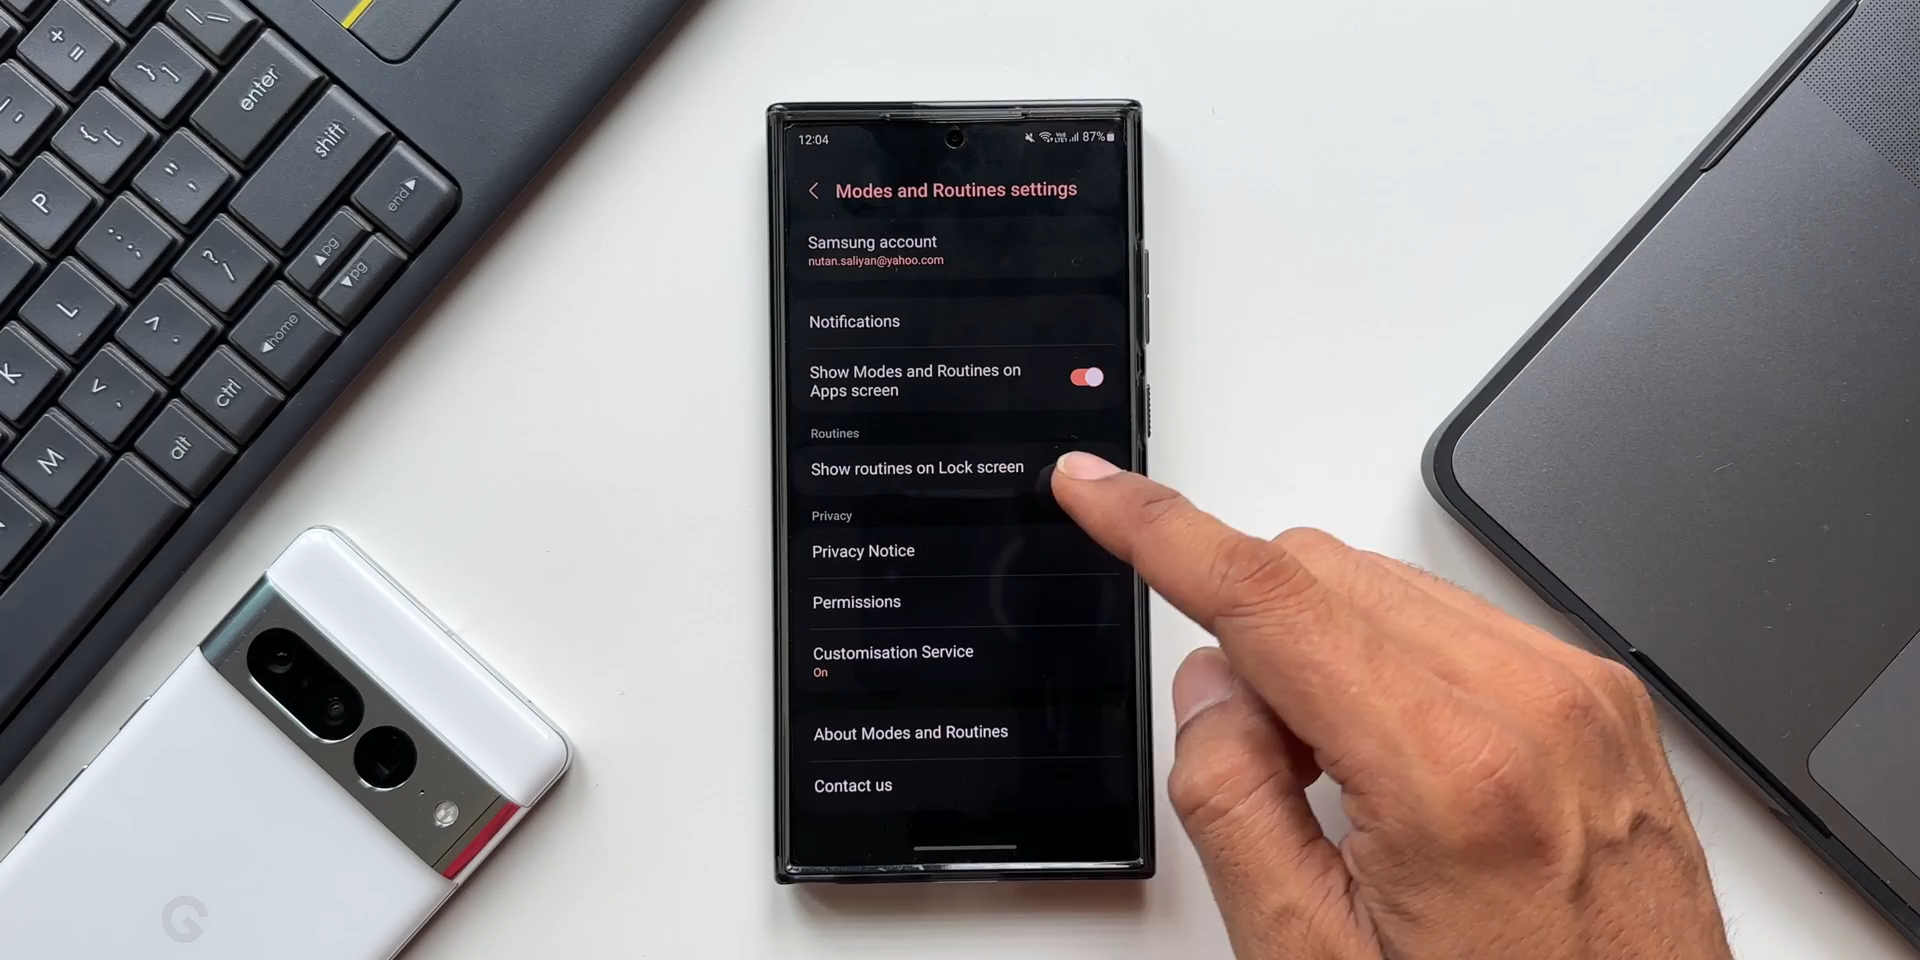 12:04
87%
Modes and Routines settings
Samsung account
nutan.saliyan@yahoo.com
Notifications
Show Modes and Routines on
Apps screen
Routines
Show routines on Lock screen
Privacy
Privacy Notice
Permissions
Customisation Service
On
About Modes and Routines
Contact us
+ =
enter
} ]
{ [
shift
" '
P
: ;
end
? /
pg
pg
L
> .
home
K
< ,
ctrl
M
alt
G